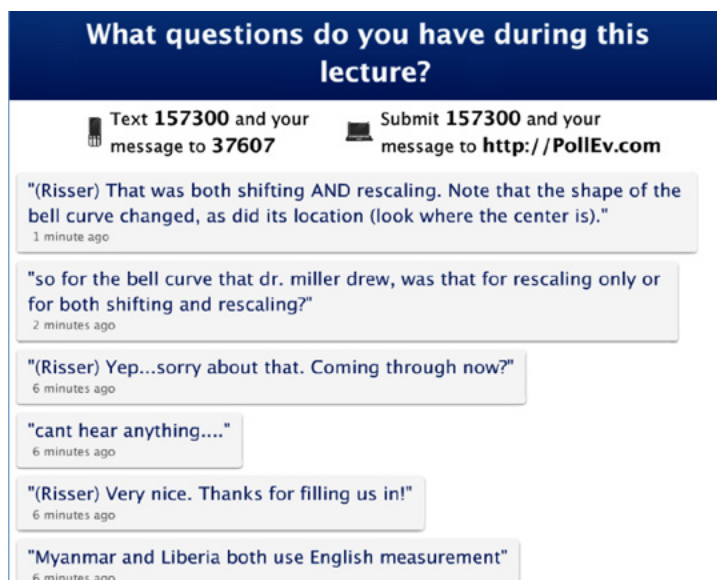 What questions do you have during this
lecture?
Text 157300 and your
message to 37607
Submit 157300 and your
message to http://PollEv.com
"(Risser) That was both shifting AND rescaling. Note that the shape of the
bell curve changed, as did its location (look where the center is)."
1 minute ago
"so for the bell curve that dr. miller drew, was that for rescaling only or
for both shifting and rescaling?"
2 minutes ago
"(Risser) Yep...sorry about that. Coming through now?"
6 minutes ago
"cant hear anything...."
6 minutes ago
"(Risser) Very nice. Thanks for filling us in!"
6 minutes ago
"Myanmar and Liberia both use English measurement"
6 minutes ago